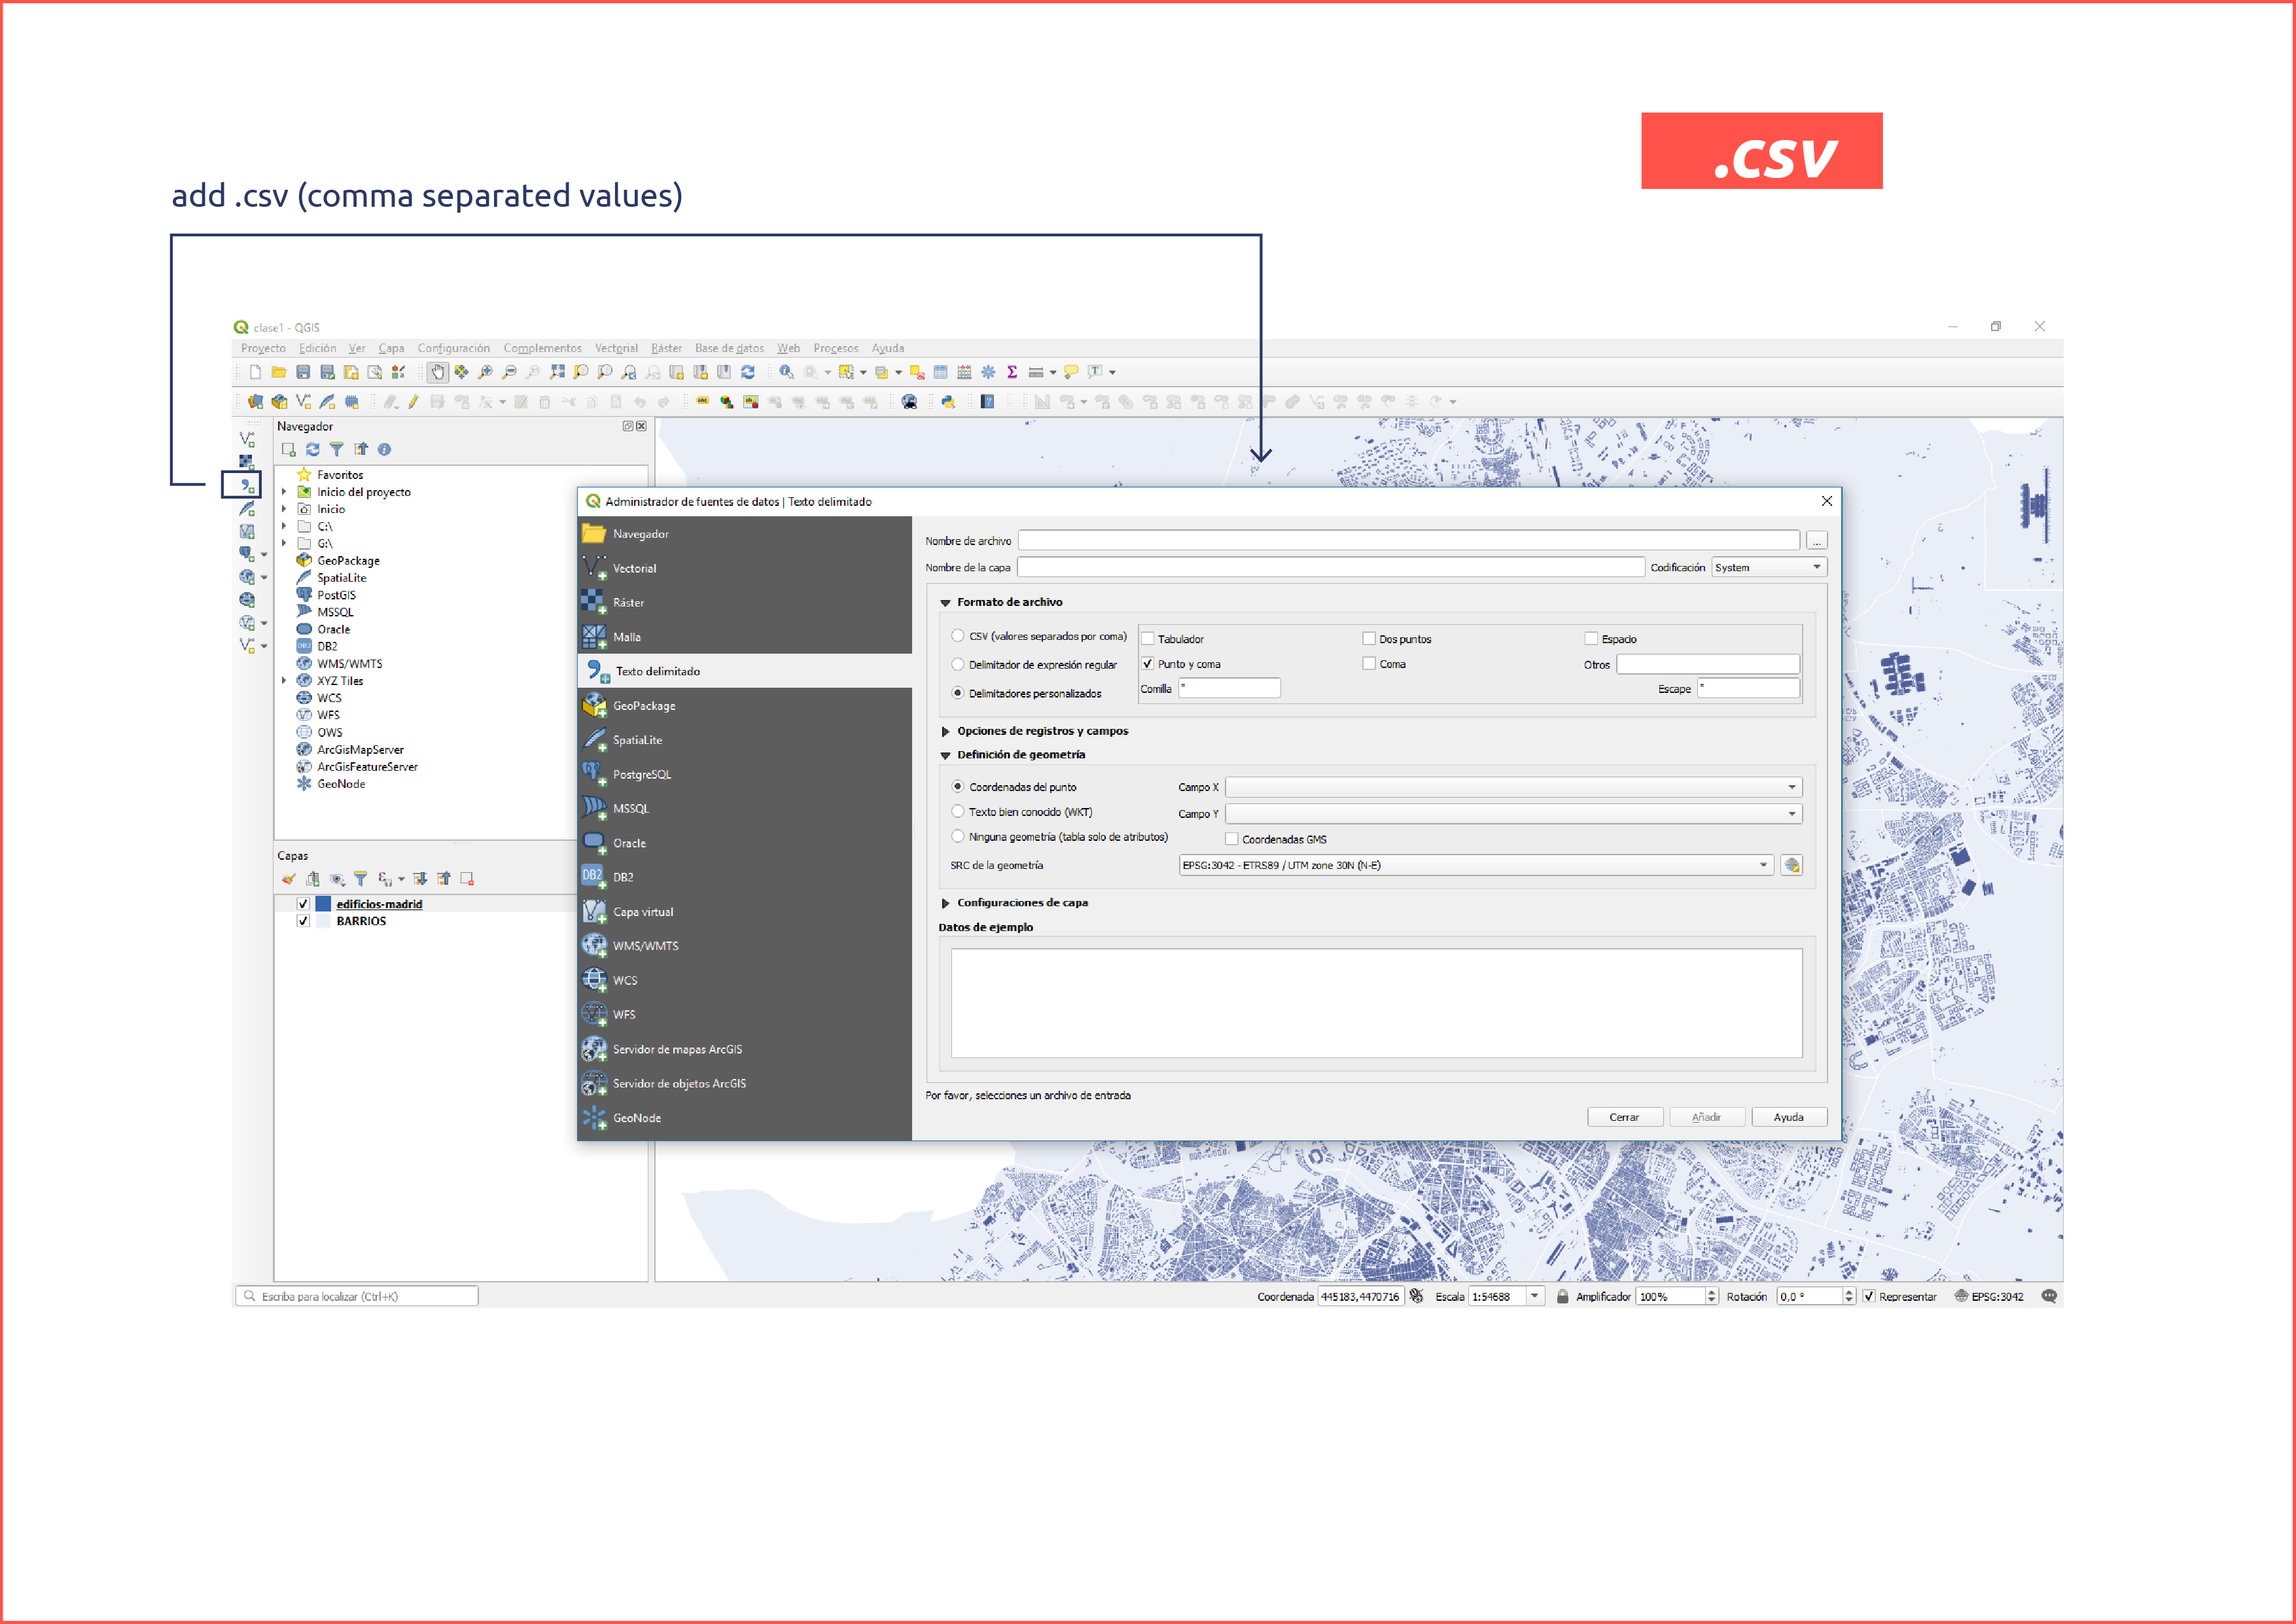 .csv
add .csv (comma separated values)
clase1 - QGIS
Proyecto Edición Ver Capa Configuración Complementos Vectorial Ráster Base de datos Web Procesos Ayuda
Navegador
Favoritos
Inicio del proyecto
Inicio
C:\
G:\
GeoPackage
SpatiaLite
PostGIS
MSSQL
Oracle
DB2
WMS/WMTS
XYZ Tiles
WCS
WFS
OWS
ArcGisMapServer
ArcGisFeatureServer
GeoNode
Capas
edificios-madrid
BARRIOS
Administrador de fuentes de datos | Texto delimitado
Navegador
Vectorial
Ráster
Malla
Texto delimitado
GeoPackage
SpatiaLite
PostgreSQL
MSSQL
Oracle
DB2
Capa virtual
WMS/WMTS
WCS
WFS
Servidor de mapas ArcGIS
Servidor de objetos ArcGIS
GeoNode
Nombre de archivo ...
Nombre de la capa Codificación System
Formato de archivo
CSV (valores separados por coma) Tabulador Dos puntos Espacio
Delimitador de expresión regular Punto y coma Coma Otros
Delimitadores personalizados Comilla " Escape "
Opciones de registros y campos
Definición de geometría
Coordenadas del punto Campo X
Texto bien conocido (WKT) Campo Y
Ninguna geometría (tabla solo de atributos) Coordenadas GMS
SRC de la geometría EPSG:3042 - ETRS89 / UTM zone 30N (N-E)
Configuraciones de capa
Datos de ejemplo
Por favor, selecciones un archivo de entrada
Cerrar Añadir Ayuda
Escriba para localizar (Ctrl+K) Coordenada 445183,4470716 Escala 1:54688 Amplificador 100% Rotación 0,0 ° Representar EPSG:3042